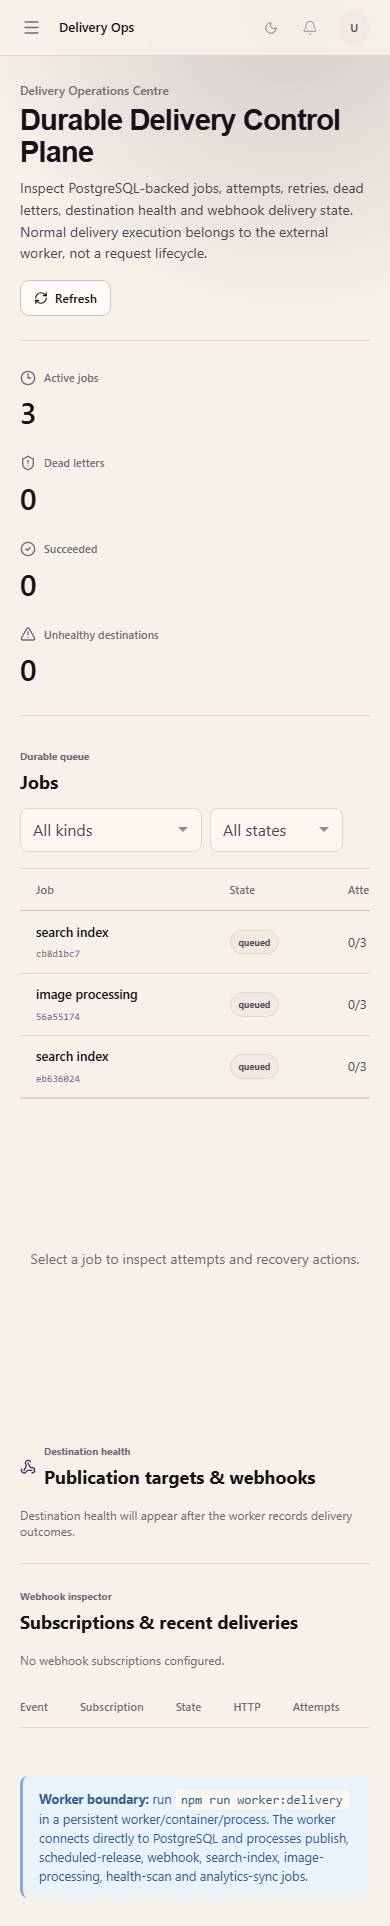 Delivery Ops
U
Delivery Operations Centre
Durable Delivery Control
Plane
Inspect PostgreSQL-backed jobs, attempts, retries, dead
letters, destination health and webhook delivery state.
Normal delivery execution belongs to the external
worker, not a request lifecycle.
Refresh
Active jobs
3
Dead letters
0
Succeeded
0
Unhealthy destinations
0
Durable queue
Jobs
All kinds All states
Job State Atte
search index queued 0/3
cb8d1bc7
image processing queued 0/3
56a55174
search index queued 0/3
eb636024
Select a job to inspect attempts and recovery actions.
Destination health
Publication targets & webhooks
Destination health will appear after the worker records delivery
outcomes.
Webhook inspector
Subscriptions & recent deliveries
No webhook subscriptions configured.
Event Subscription State HTTP Attempts
Worker boundary: run npm run worker:delivery
in a persistent worker/container/process. The worker
connects directly to PostgreSQL and processes publish,
scheduled-release, webhook, search-index, image-
processing, health-scan and analytics-sync jobs.